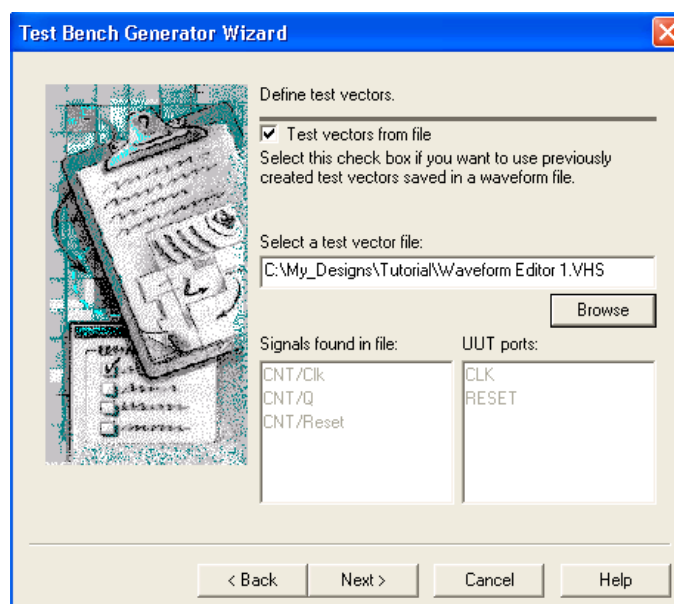 Test Bench Generator Wizard
Define test vectors.
Test vectors from file
Select this check box if you want to use previously
created test vectors saved in a waveform file.
Select a test vector file:
C:\My_Designs\Tutorial\Waveform Editor 1.VHS
Browse
Signals found in file:
CNT/Clk
CNT/Q
CNT/Reset
UUT ports:
CLK
RESET
< Back
Next >
Cancel
Help